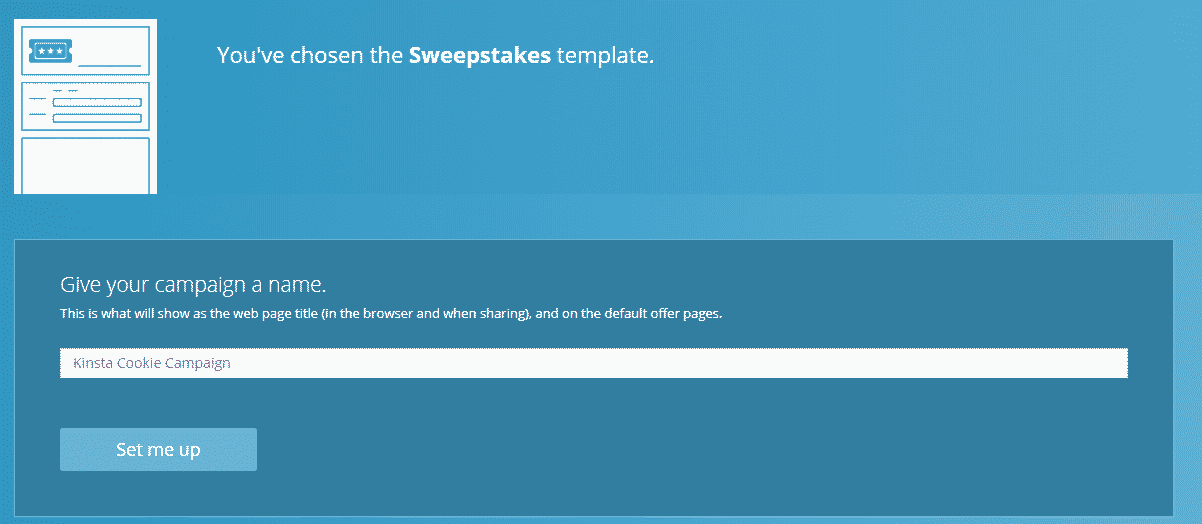 You've chosen the Sweepstakes template.
Give your campaign a name.
This is what will show as the web page title (in the browser and when sharing), and on the default offer pages.
Kinsta Cookie Campaign
Set me up